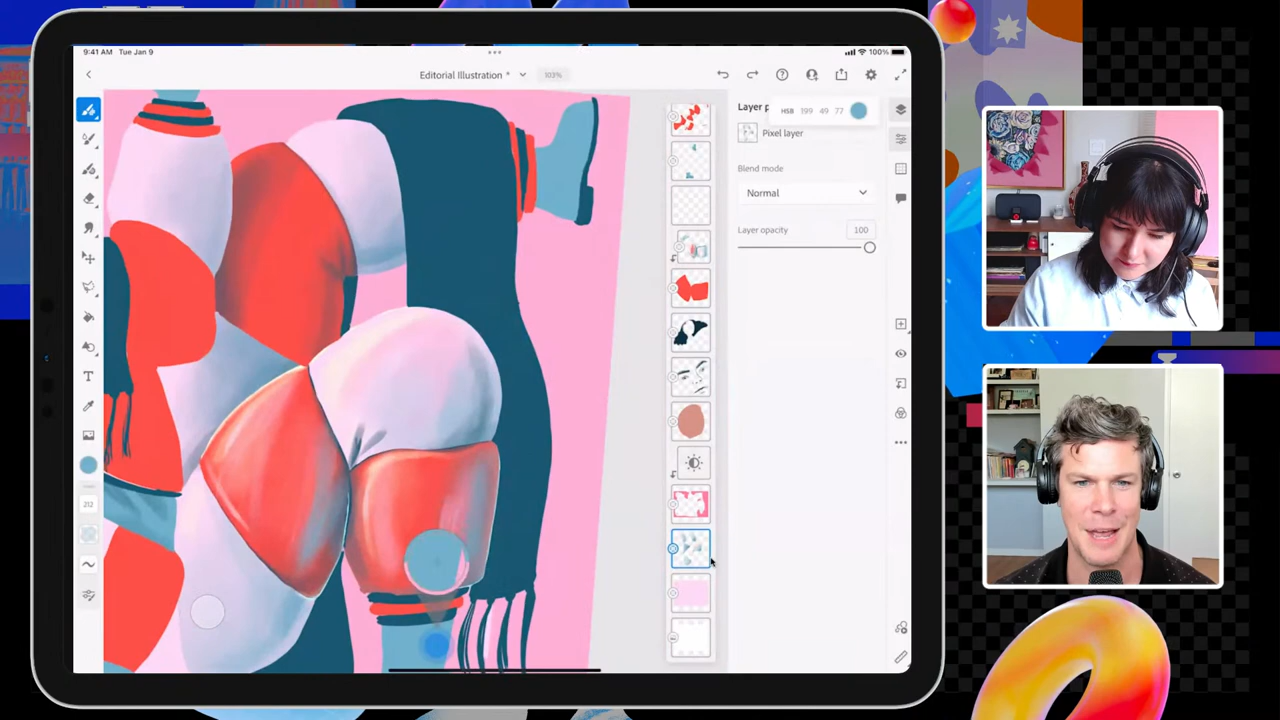 9:41 AM Tue Jan 9
100%
Editorial Illustration *
103%
Layer p
HSB 199 49 77
Pixel layer
Blend mode
Normal
Layer opacity
100
T
212